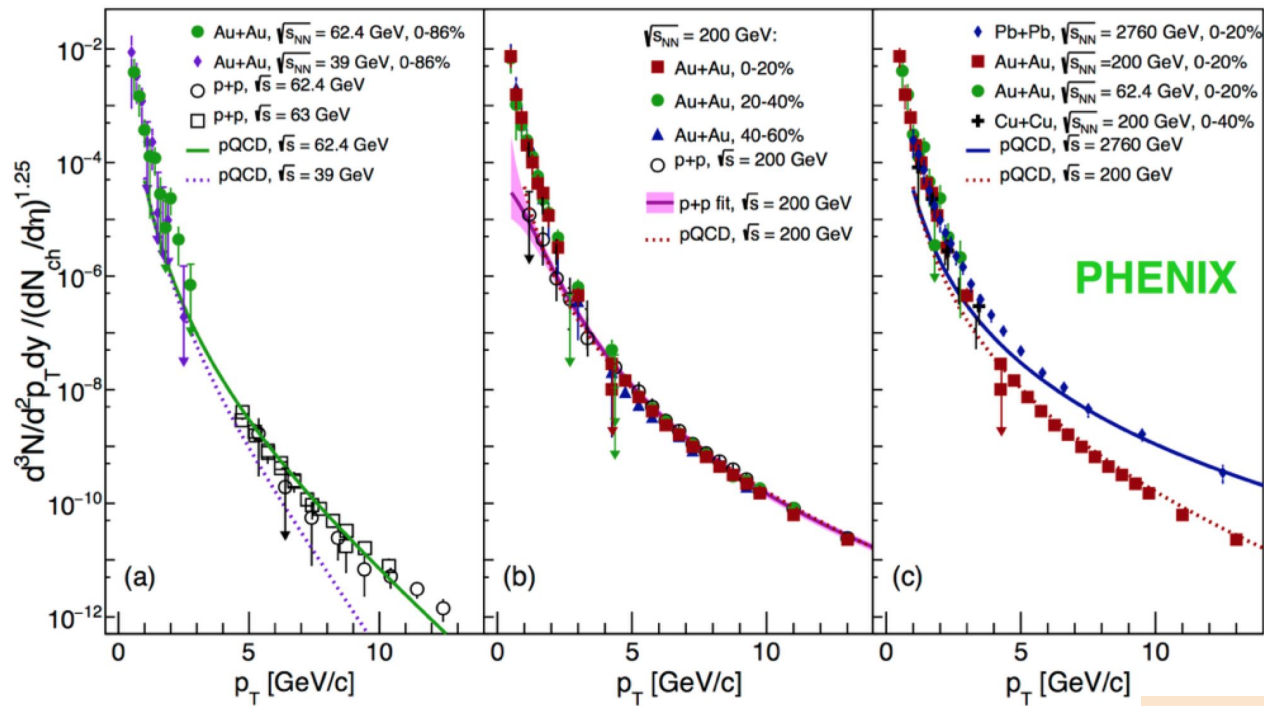 d³N/d²p_T dy /(dN_ch/dη)^1.25
10⁻²
10⁻⁴
10⁻⁶
10⁻⁸
10⁻¹⁰
10⁻¹²
Au+Au, √s_NN = 62.4 GeV, 0-86%
Au+Au, √s_NN = 39 GeV, 0-86%
p+p, √s = 62.4 GeV
p+p, √s = 63 GeV
pQCD, √s = 62.4 GeV
pQCD, √s = 39 GeV
(a)
0 5 10
p_T [GeV/c]
√s_NN = 200 GeV:
Au+Au, 0-20%
Au+Au, 20-40%
Au+Au, 40-60%
p+p, √s = 200 GeV
p+p fit, √s = 200 GeV
pQCD, √s = 200 GeV
(b)
0 5 10
p_T [GeV/c]
Pb+Pb, √s_NN = 2760 GeV, 0-20%
Au+Au, √s_NN =200 GeV, 0-20%
Au+Au, √s_NN = 62.4 GeV, 0-20%
Cu+Cu, √s_NN = 200 GeV, 0-40%
pQCD, √s = 2760 GeV
pQCD, √s = 200 GeV
PHENIX
(c)
0 5 10
p_T [GeV/c]